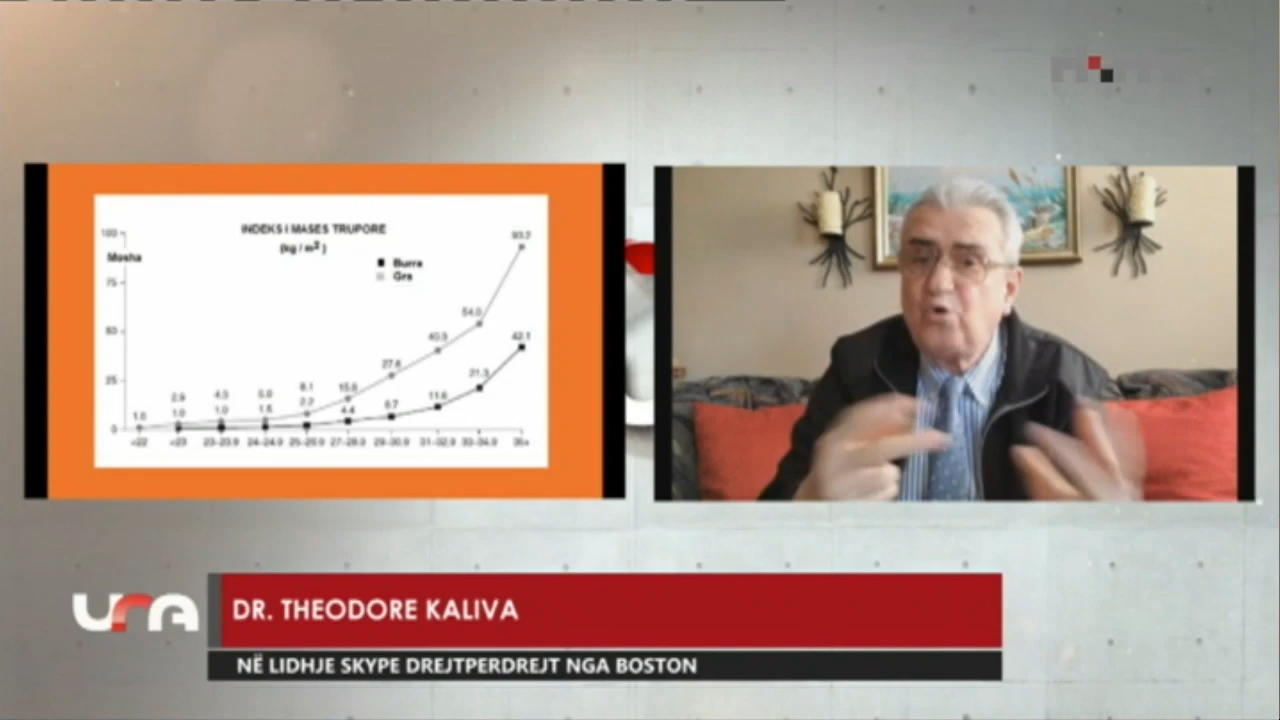 INDEKS I MASES TRUPORE
(kg / m²)
100
Mosha
75
50
25
0
Burra
Gra
93.2
54.0
40.3
27.6
15.8
8.1
5.0
4.3
2.9
1.0
42.1
21.3
11.6
6.7
4.4
2.2
1.5
1.0
1.0
<22 <23 23-23.9 24-24.9 25-26.9 27-28.9 29-30.9 31-32.9 33-34.9 35+
ura
DR. THEODORE KALIVA
NË LIDHJE SKYPE DREJTPERDREJT NGA BOSTON